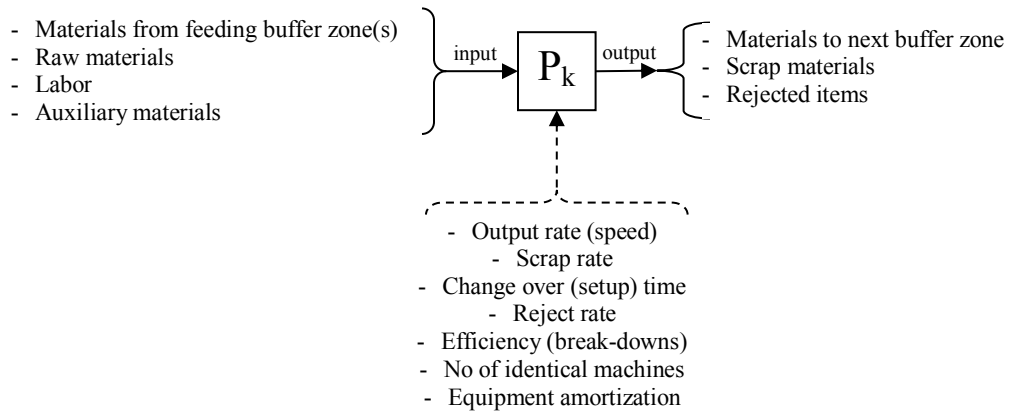 - Materials from feeding buffer zone(s)
- Raw materials
- Labor
- Auxiliary materials
input
P_k
output
- Materials to next buffer zone
- Scrap materials
- Rejected items
- Output rate (speed)
- Scrap rate
- Change over (setup) time
- Reject rate
- Efficiency (break-downs)
- No of identical machines
- Equipment amortization